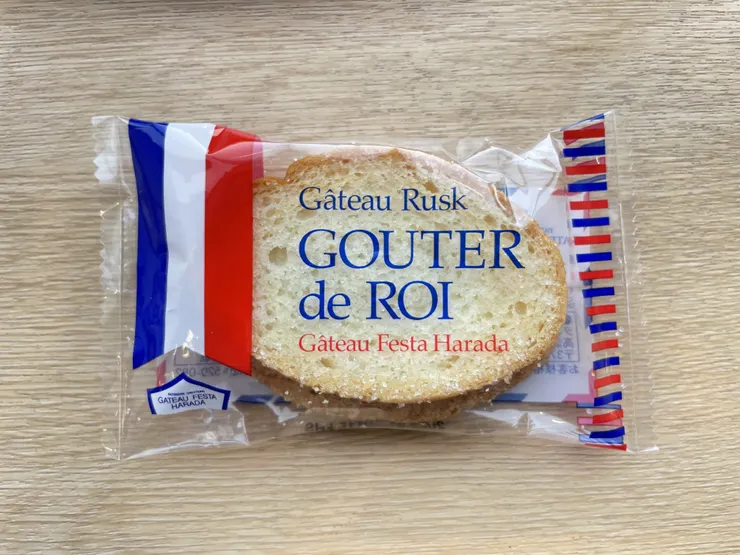 Gâteau Rusk
GOUTER
de ROI
Gâteau Festa Harada
GATEAU FESTA
HARADA